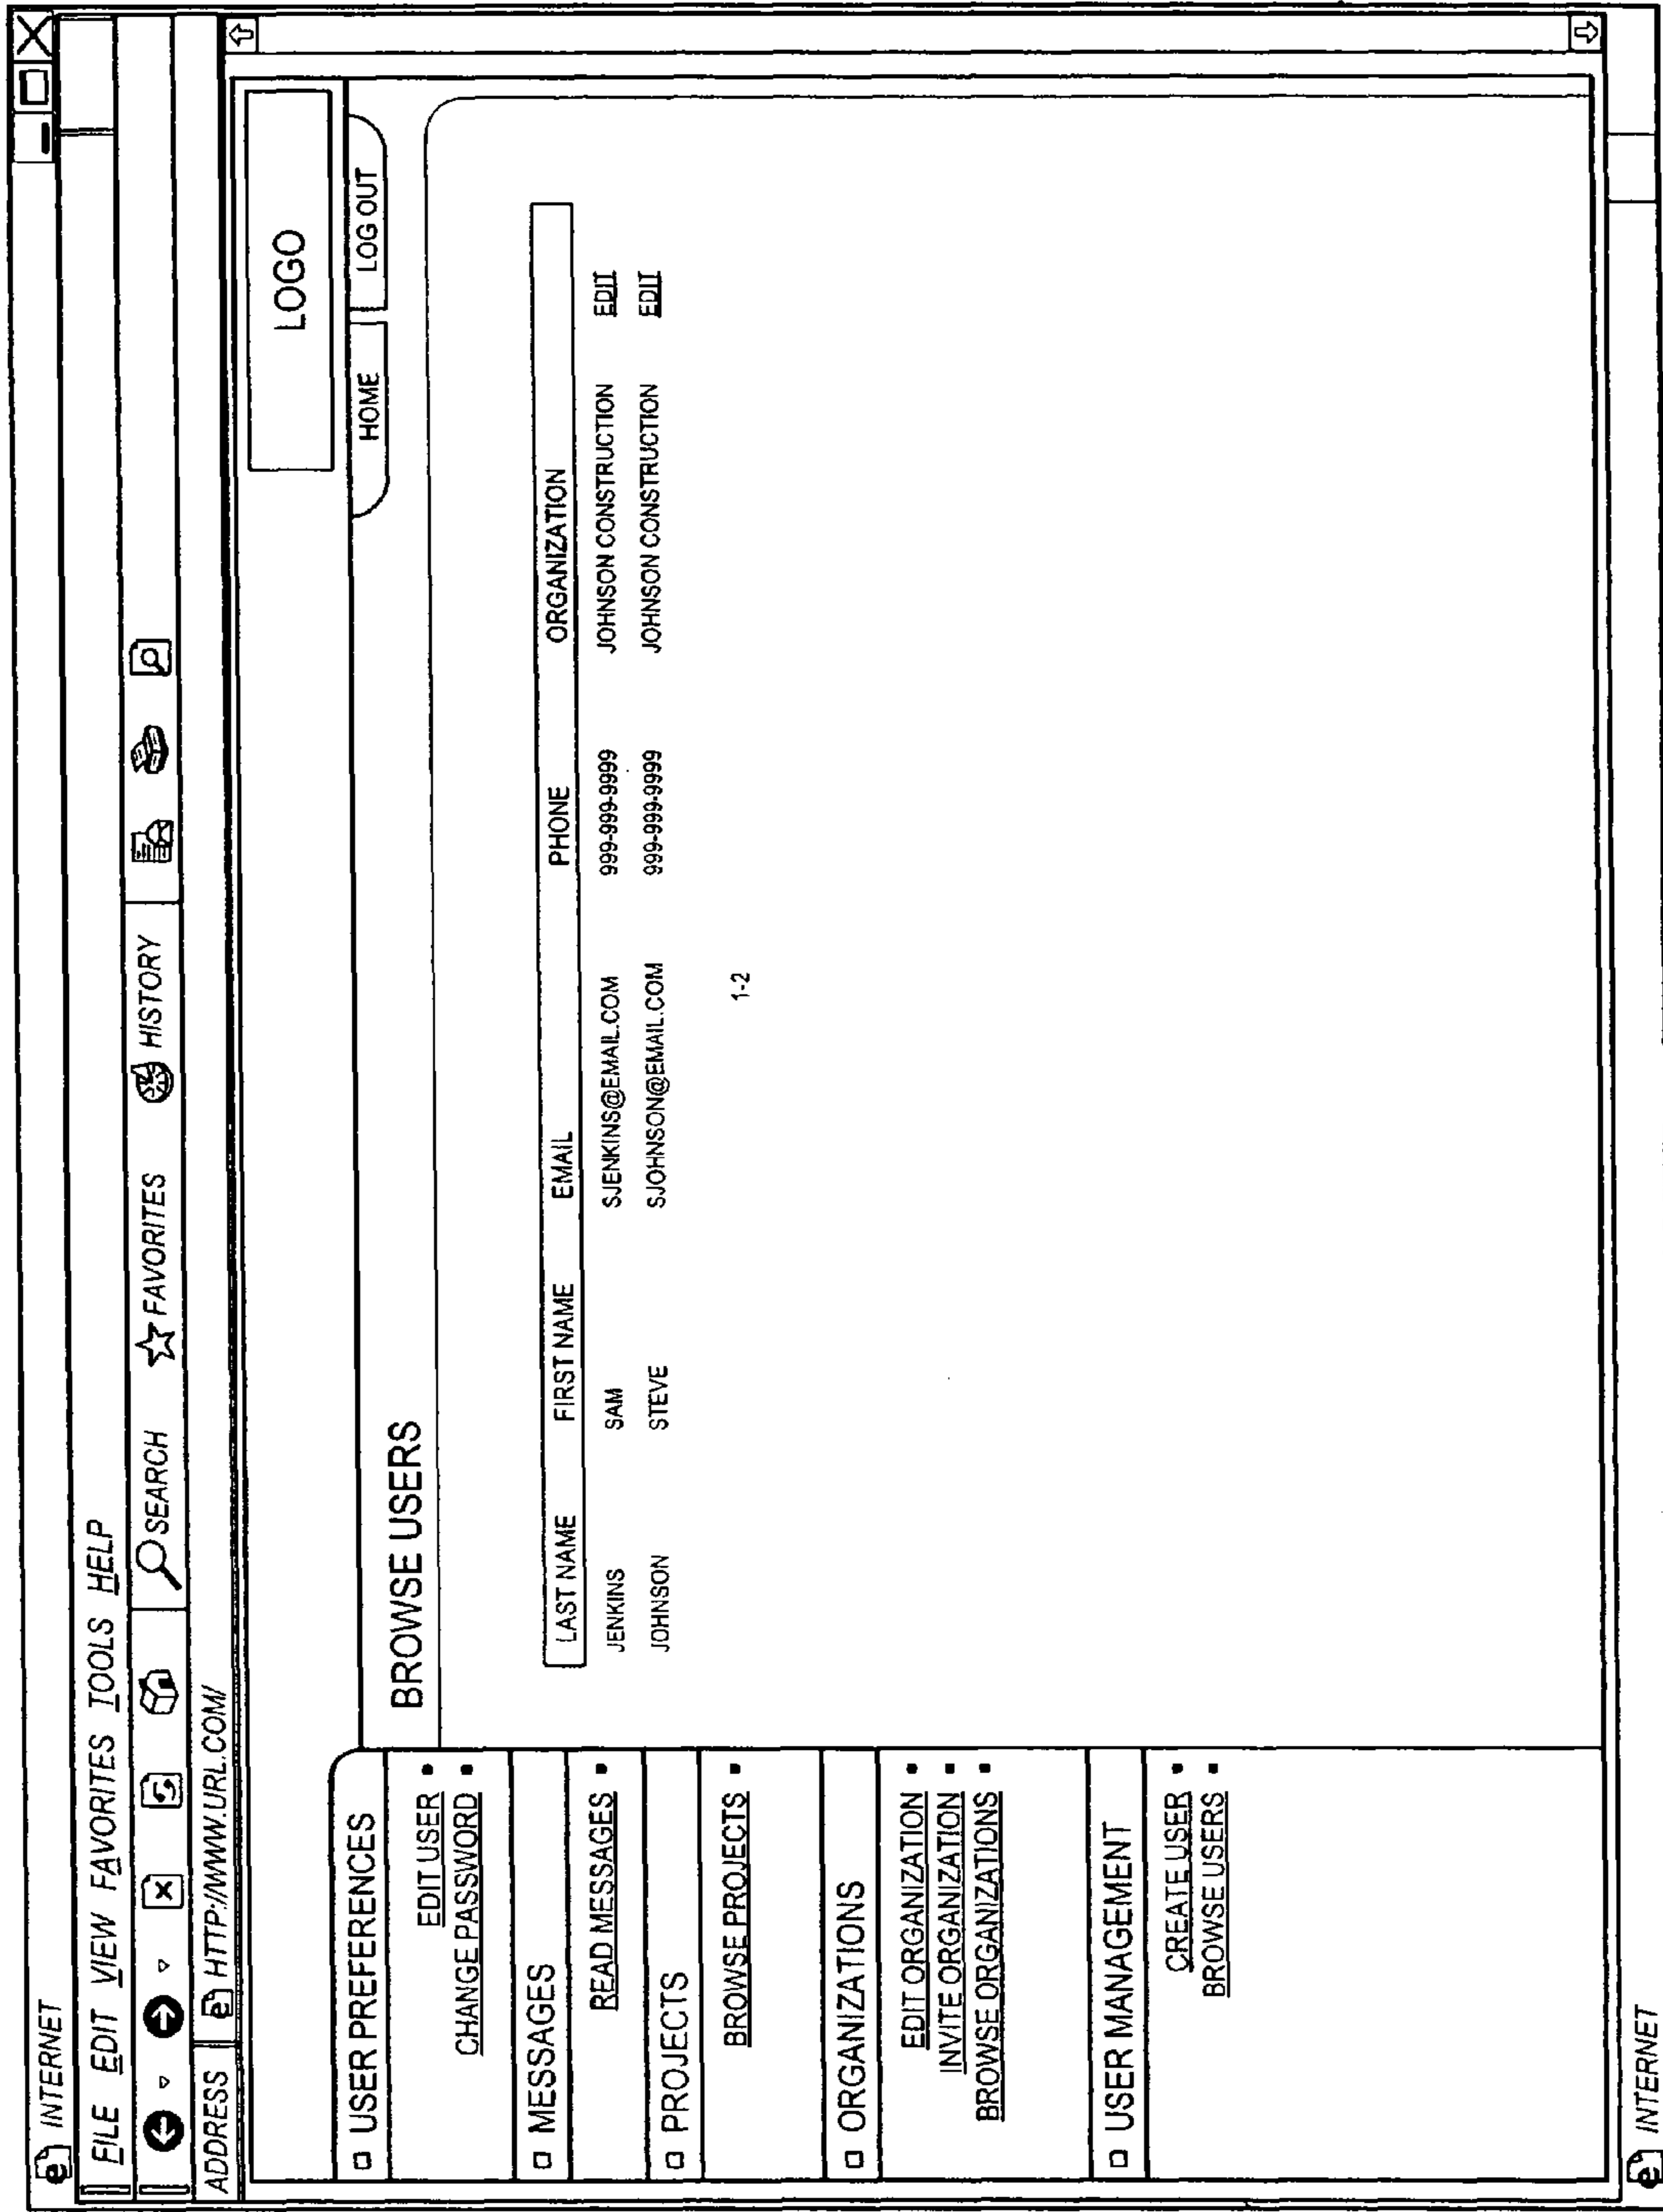 INTERNET
FILE EDIT VIEW FAVORITES TOOLS HELP
SEARCH FAVORITES HISTORY
ADDRESS HTTP://WWW.URL.COM/
LOGO
HOME LOG OUT
USER PREFERENCES
EDIT USER
CHANGE PASSWORD
MESSAGES
READ MESSAGES
PROJECTS
BROWSE PROJECTS
ORGANIZATIONS
EDIT ORGANIZATION
INVITE ORGANIZATION
BROWSE ORGANIZATIONS
USER MANAGEMENT
CREATE USER
BROWSE USERS
BROWSE USERS
LAST NAME FIRST NAME EMAIL PHONE ORGANIZATION
JENKINS SAM SJENKINS@EMAIL.COM 999-999-9999 JOHNSON CONSTRUCTION EDIT
JOHNSON STEVE SJOHNSON@EMAIL.COM 999-999-9999 JOHNSON CONSTRUCTION EDIT
1-2
INTERNET